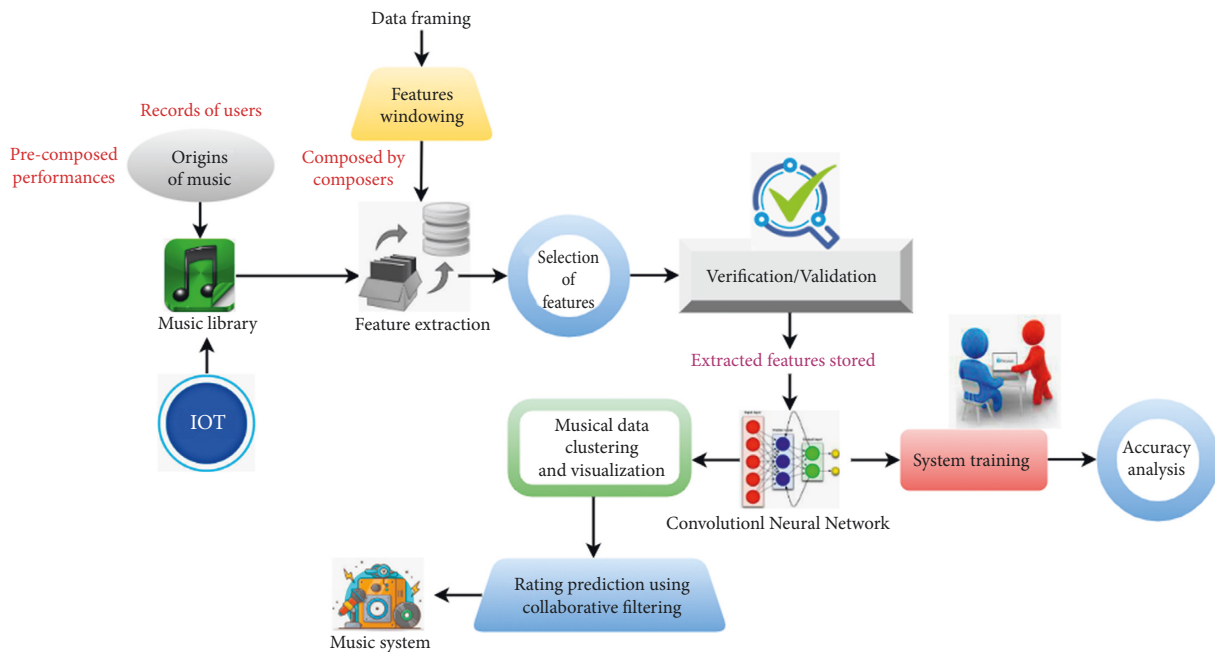 Data framing
Features
windowing
Records of users
Pre-composed
performances
Origins
of music
Composed by
composers
Music library
Feature extraction
Selection
of
features
Verification/Validation
IOT
Extracted features stored
Musical data
clustering
and visualization
Convolutionl Neural Network
System training
Accuracy
analysis
Rating prediction using
collaborative filtering
Music system